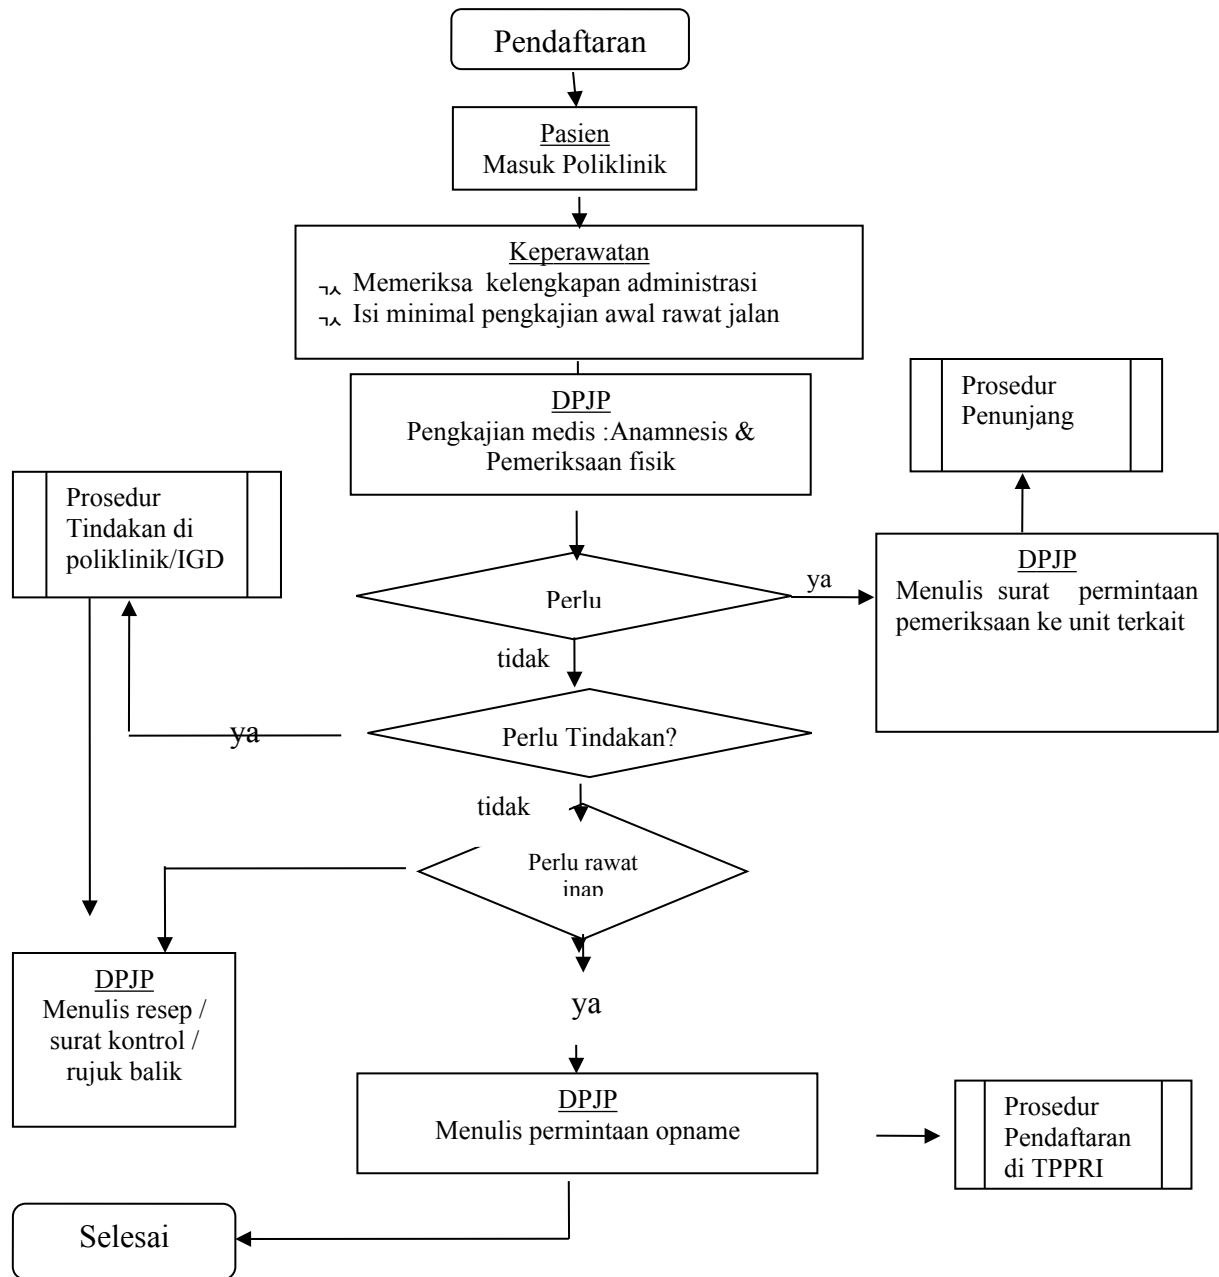 Pendaftaran
Pasien
Masuk Poliklinik
Keperawatan
Memeriksa kelengkapan administrasi
Isi minimal pengkajian awal rawat jalan
DPJP
Pengkajian medis :Anamnesis &
Pemeriksaan fisik
Prosedur
Penunjang
Prosedur
Tindakan di
poliklinik/IGD
DPJP
Menulis surat permintaan
pemeriksaan ke unit terkait
Perlu
ya
tidak
Perlu Tindakan?
ya
tidak
Perlu rawat
inap
ya
DPJP
Menulis resep /
surat kontrol /
rujuk balik
DPJP
Menulis permintaan opname
Prosedur
Pendaftaran
di TPPRI
Selesai